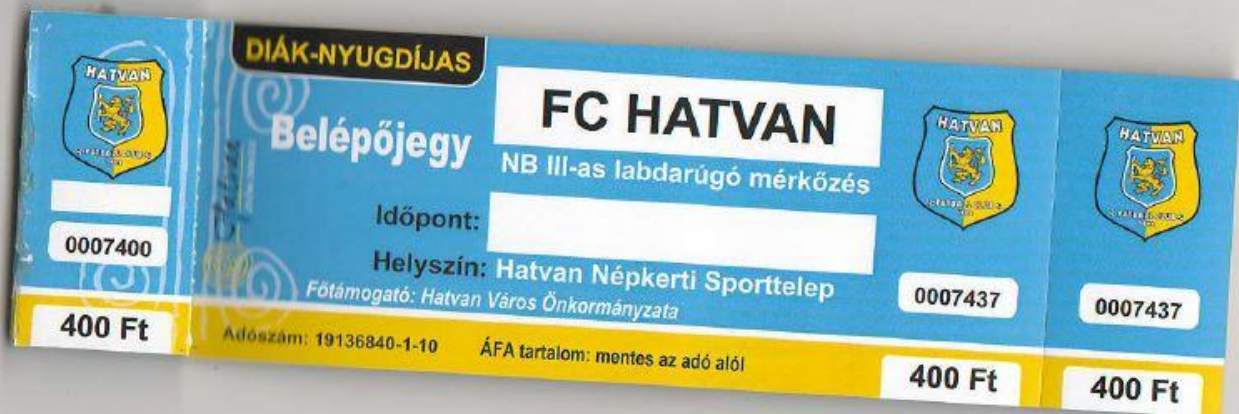 HATVAN
0007400
400 Ft
DIÁK-NYUGDÍJAS
Belépőjegy
FC HATVAN
NB III-as labdarúgó mérkőzés
Időpont:
Helyszín: Hatvan Népkerti Sporttelep
Főtámogató: Hatvan Város Önkormányzata
Adószám: 19136840-1-10 ÁFA tartalom: mentes az adó alól
HATVAN
0007437
400 Ft
HATVAN
0007437
400 Ft